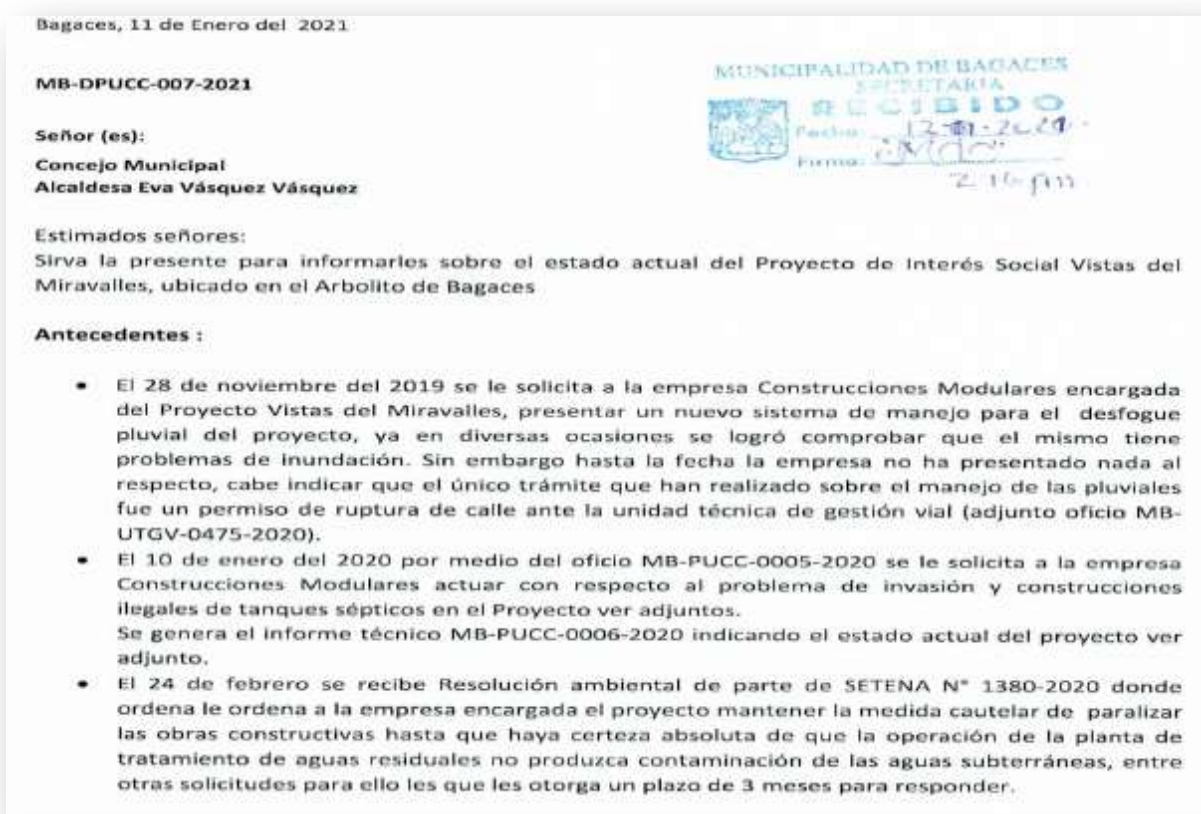 Bagaces, 11 de Enero del 2021
MUNICIPALIDAD DE BAGACES
SECRETARIA
RECIBIDO
MB-DPUCC-007-2021
Fecha:
Firma:
2 16 pm
Señor (es):
Concejo Municipal
Alcaldesa Eva Vásquez Vásquez
Estimados señores:
Sirva la presente para informarles sobre el estado actual del Proyecto de Interés Social Vistas del
Miravalles, ubicado en el Arbolito de Bagaces
Antecedentes :
• El 28 de noviembre del 2019 se le solicita a la empresa Construcciones Modulares encargada
del Proyecto Vistas del Miravalles, presentar un nuevo sistema de manejo para el desfogue
pluvial del proyecto, ya en diversas ocasiones se logró comprobar que el mismo tiene
problemas de inundación. Sin embargo hasta la fecha la empresa no ha presentado nada al
respecto, cabe indicar que el único trámite que han realizado sobre el manejo de las pluviales
fue un permiso de ruptura de calle ante la unidad técnica de gestión vial (adjunto oficio MB-
UTGV-0475-2020).
• El 10 de enero del 2020 por medio del oficio MB-PUCC-0005-2020 se le solicita a la empresa
Construcciones Modulares actuar con respecto al problema de invasión y construcciones
ilegales de tanques sépticos en el Proyecto ver adjuntos.
Se genera el informe técnico MB-PUCC-0006-2020 indicando el estado actual del proyecto ver
adjunto.
• El 24 de febrero se recibe Resolución ambiental de parte de SETENA N° 1380-2020 donde
ordena le ordena a la empresa encargada el proyecto mantener la medida cautelar de paralizar
las obras constructivas hasta que haya certeza absoluta de que la operación de la planta de
tratamiento de aguas residuales no produzca contaminación de las aguas subterráneas, entre
otras solicitudes para ello les que les otorga un plazo de 3 meses para responder.